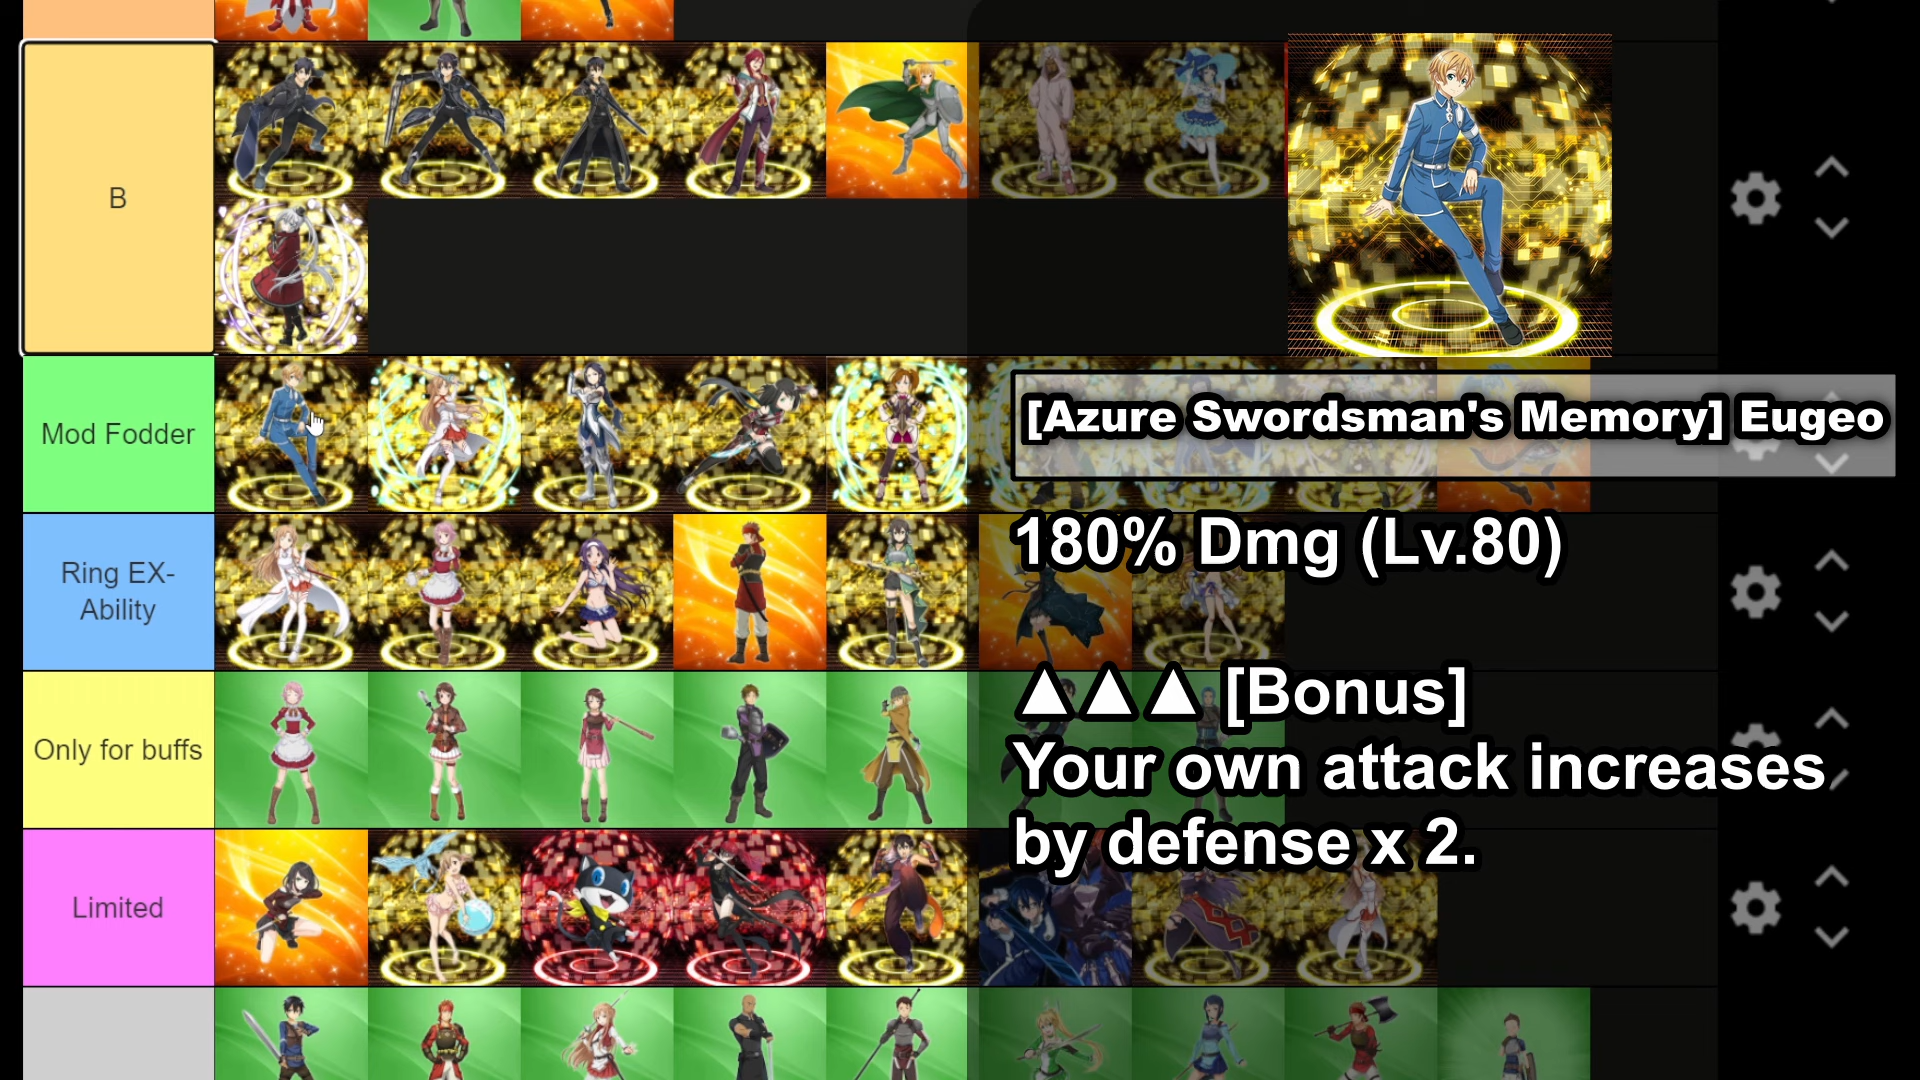 B
Mod Fodder
[Azure Swordsman's Memory] Eugeo
Ring EX-
Ability
180% Dmg (Lv.80)
▲▲▲ [Bonus]
Only for buffs
Your own attack increases
by defense x 2.
Limited